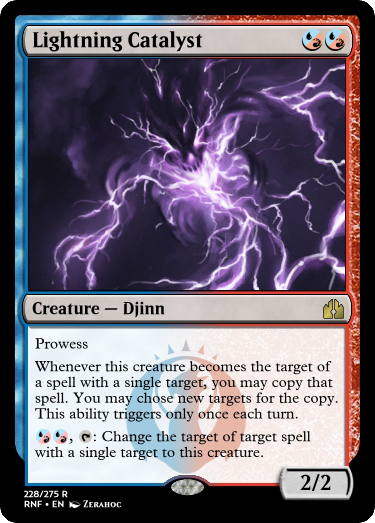 Lightning Catalyst
Creature — Djinn
Prowess
Whenever this creature becomes the target of
a spell with a single target, you may copy that
spell. You may chose new targets for the copy.
This ability triggers only once each turn.
, : Change the target of target spell
with a single target to this creature.
2/2
228/275 R
RNF • EN Zerahoc